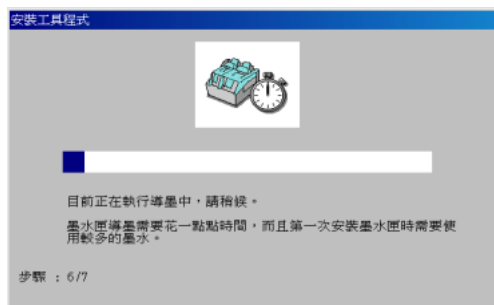 安裝工具程式
目前正在執行導墨中，請稍候。
墨水匣導墨需要花一點點時間，而且第一次安裝墨水匣時需要使
用較多的墨水。
步驟 : 6/7